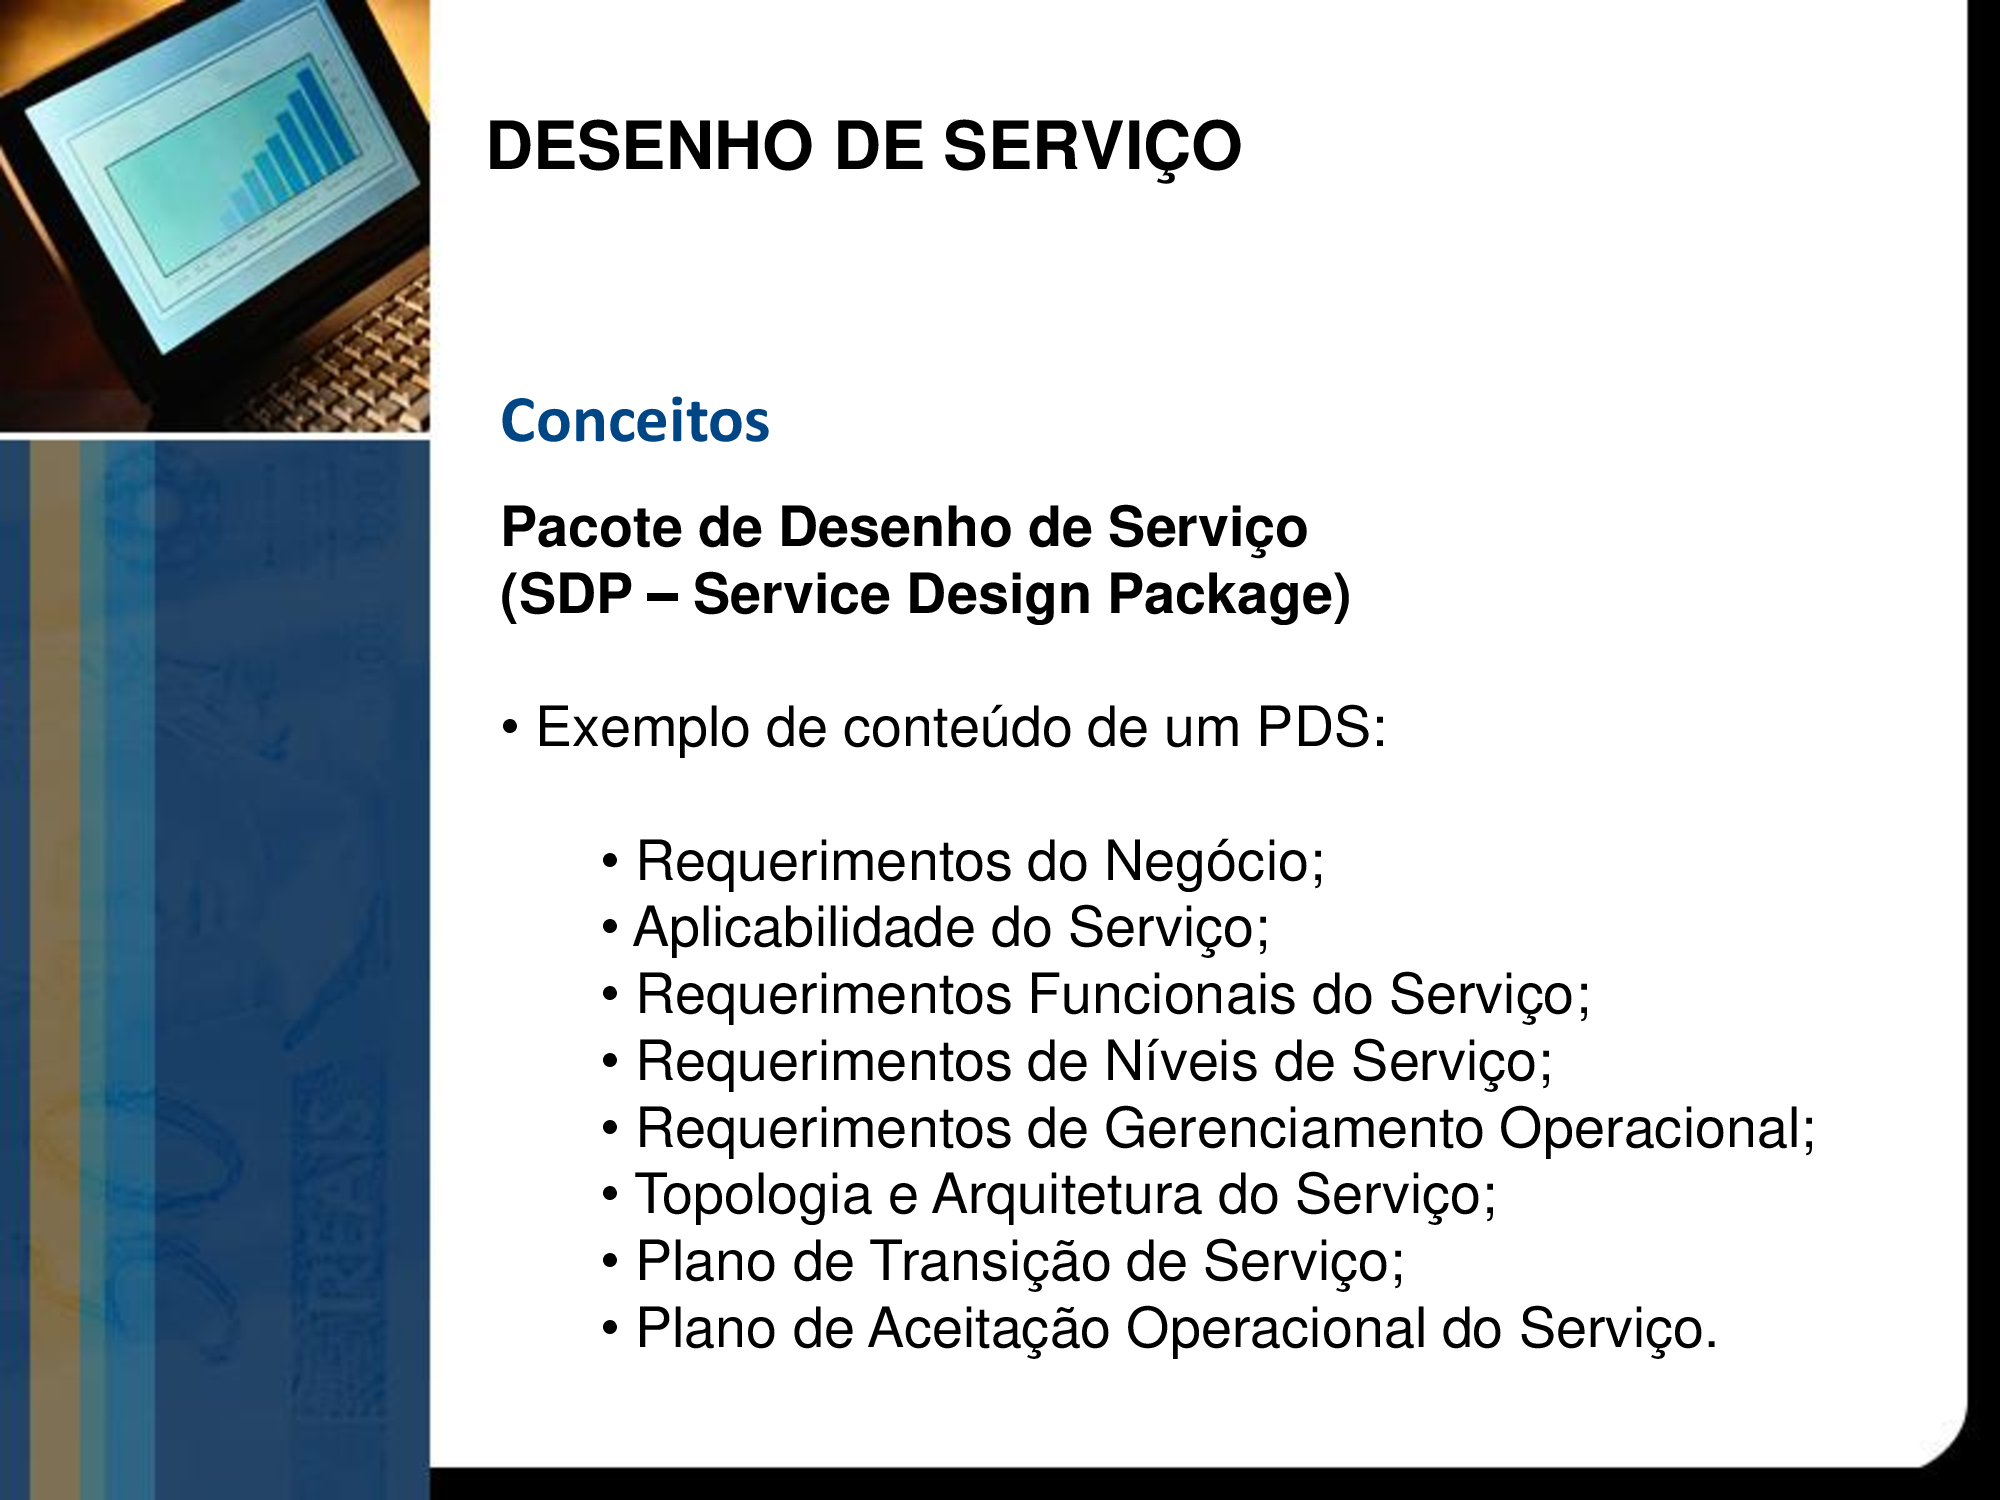 DESENHO DE SERVIÇO
Conceitos
Pacote de Desenho de Serviço
(SDP – Service Design Package)
• Exemplo de conteúdo de um PDS:
• Requerimentos do Negócio;
• Aplicabilidade do Serviço;
• Requerimentos Funcionais do Serviço;
• Requerimentos de Níveis de Serviço;
• Requerimentos de Gerenciamento Operacional;
• Topologia e Arquitetura do Serviço;
• Plano de Transição de Serviço;
• Plano de Aceitação Operacional do Serviço.
REAIS